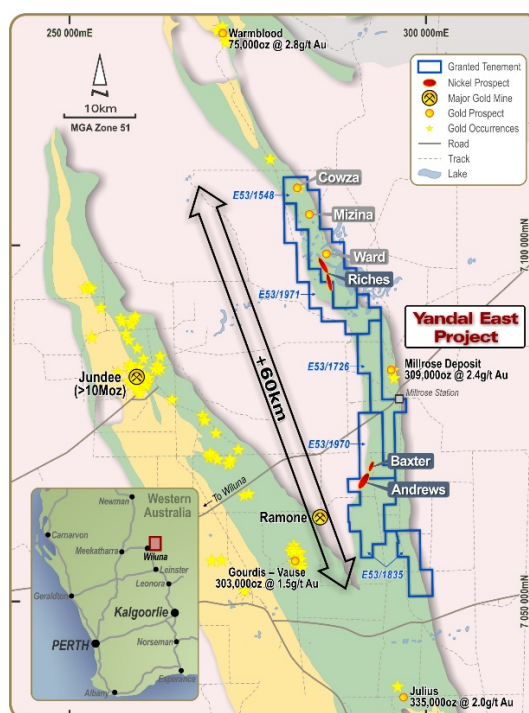 250 000mE
300 000mE
Warmblood
75,000oz @ 2.8g/t Au
N
10km
MGA Zone 51
Granted Tenement
Nickel Prospect
Major Gold Mine
Gold Prospect
Gold Occurrences
Road
Track
Lake
Cowza
E53/1548
Mizina
Ward
Riches
7 100 000mN
E53/1971
Yandal East
Project
E53/1726
Millrose Deposit
309,000oz @ 2.4g/t Au
Millrose Station
Jundee
(>10Moz)
+60km
E53/1970
Baxter
Andrews
To Wiluna
Ramone
Gourdis – Vause
303,000oz @ 1.5g/t Au
E53/1835
7 050 000mN
Julius
335,000oz @ 2.0g/t Au
Western
Australia
Newman
Carnarvon
Meekatharra
Wiluna
Leinster
Leonora
Geraldton
Kalgoorlie
PERTH
Norseman
Esperance
Albany